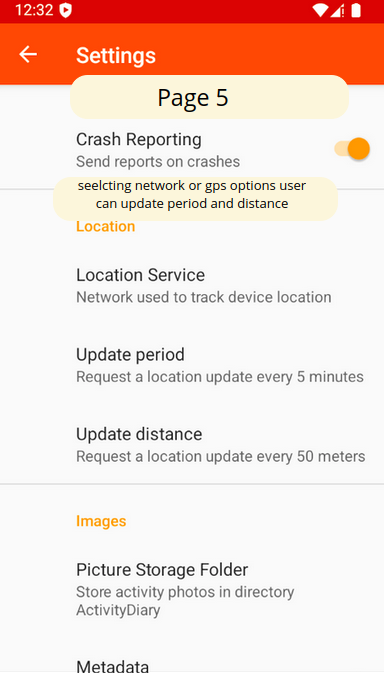 12:32
Settings
Page 5
Crash Reporting
Send reports on crashes
seelcting network or gps options user
can update period and distance
Location
Location Service
Network used to track device location
Update period
Request a location update every 5 minutes
Update distance
Request a location update every 50 meters
Images
Picture Storage Folder
Store activity photos in directory
ActivityDiary
Metadata